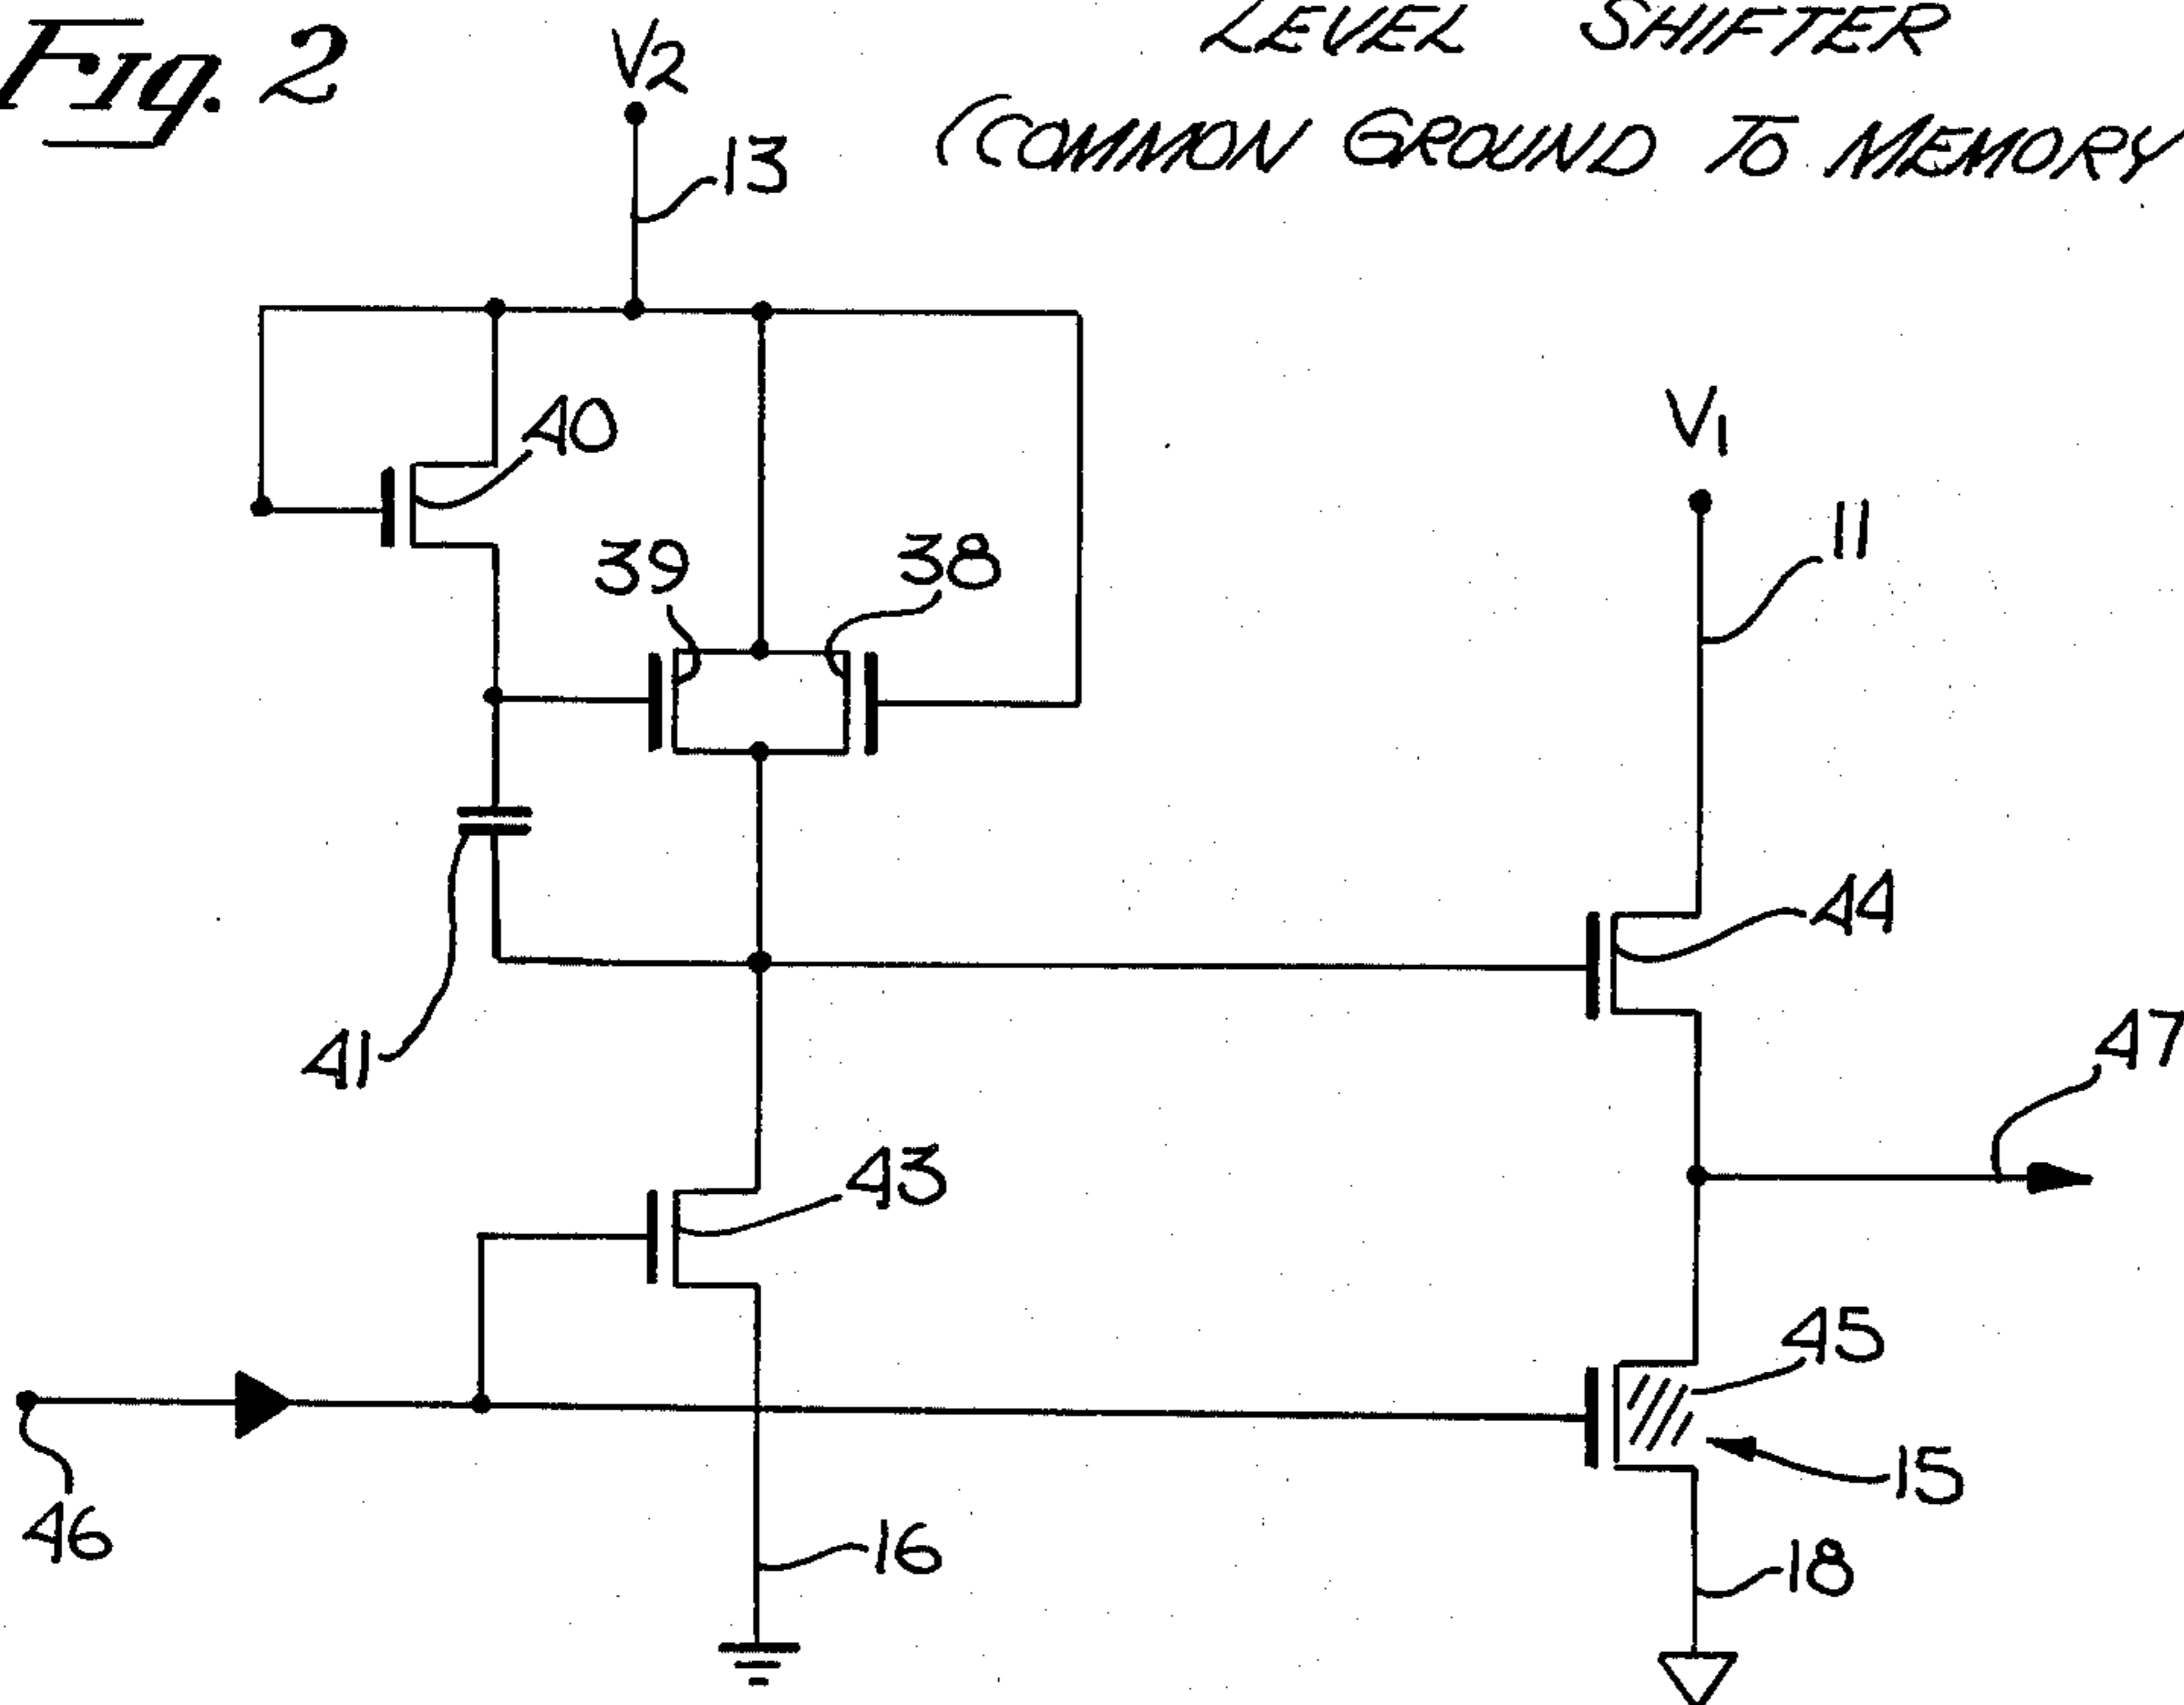 Fig. 2
LEVEL SHIFTER
(COMMON GROUND TO MEMORY
V2
13
40
39
38
V1
11
44
41
47
43
45
15
46
16
18